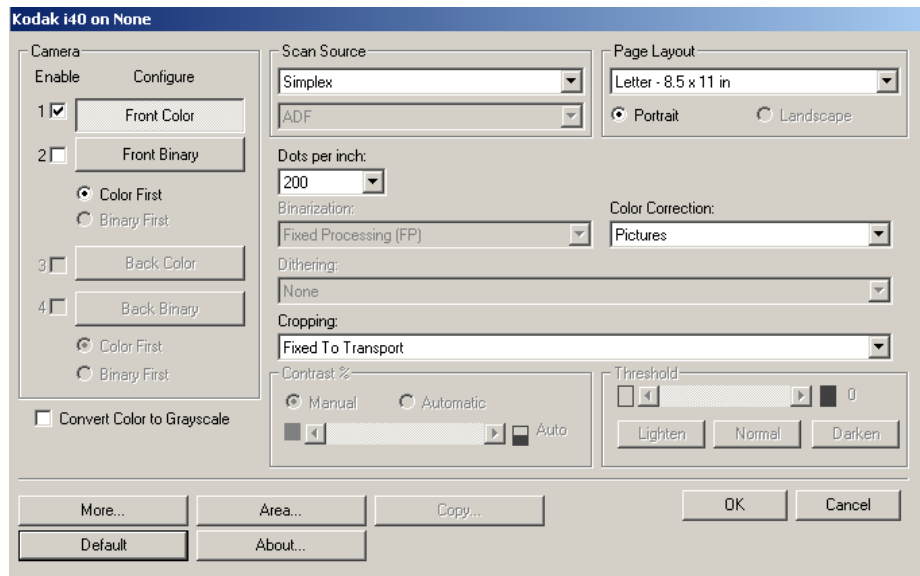 Kodak i40 on None
Camera
Enable Configure
1 Front Color
2 Front Binary
Color First
Binary First
3 Back Color
4 Back Binary
Color First
Binary First
Convert Color to Grayscale
Scan Source
Simplex
ADF
Page Layout
Letter - 8.5 x 11 in
Portrait Landscape
Dots per inch:
200
Binarization:
Fixed Processing (FP)
Color Correction:
Pictures
Dithering:
None
Cropping:
Fixed To Transport
Contrast %
Manual Automatic
Auto
Threshold
0
Lighten Normal Darken
More... Area... Copy... OK Cancel
Default About...